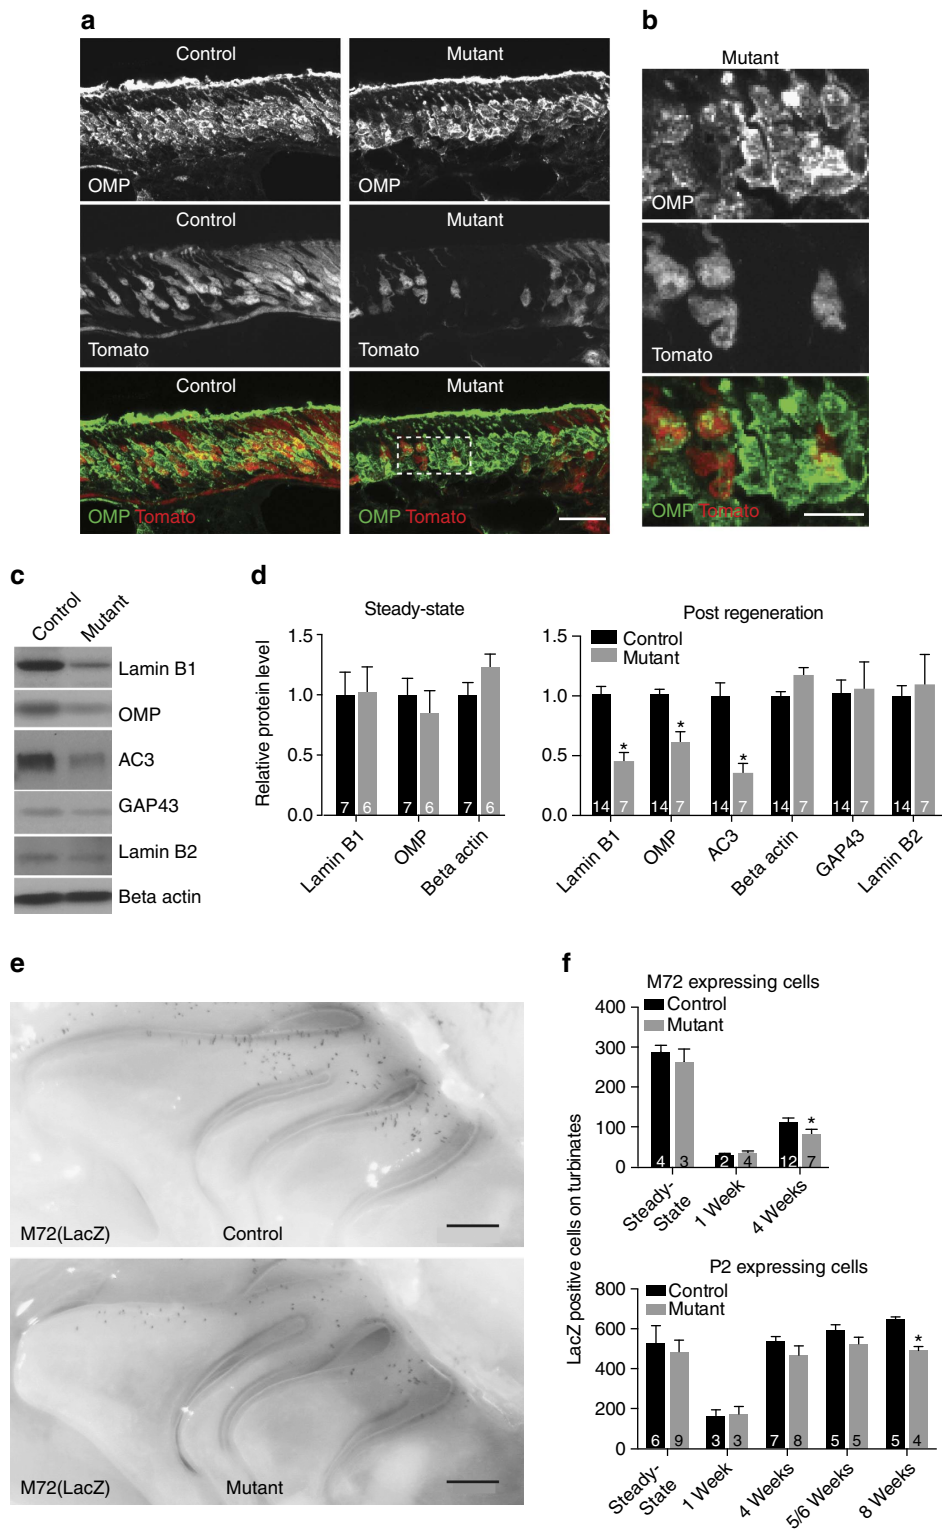 a
Control
Mutant
OMP
OMP
Control
Mutant
Tomato
Tomato
Control
Mutant
OMP Tomato
OMP Tomato
b
Mutant
OMP
Tomato
OMP Tomato
c
Control
Mutant
Lamin B1
OMP
AC3
GAP43
Lamin B2
Beta actin
d
Steady-state
Relative protein level
1.5
1.0
0.5
0.0
7
6
7
6
7
6
Lamin B1
OMP
Beta actin
Post regeneration
Control
Mutant
1.5
1.0
0.5
0.0
*
*
*
14
7
14
7
14
7
14
7
14
7
14
7
Lamin B1
OMP
AC3
Beta actin
GAP43
Lamin B2
e
M72(LacZ)
Control
M72(LacZ)
Mutant
f
LacZ positive cells on turbinates
M72 expressing cells
Control
Mutant
400
300
200
100
0
*
4
3
2
4
12
7
Steady-
State
1 Week
4 Weeks
P2 expressing cells
Control
Mutant
800
600
400
200
0
*
6
9
3
3
7
8
5
5
5
4
Steady-
State
1 Week
4 Weeks
5/6 Weeks
8 Weeks